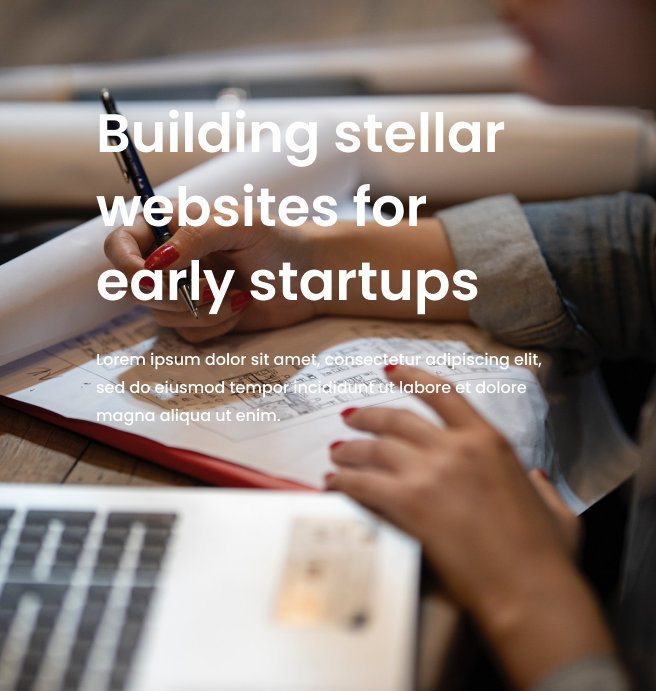 Building stellar
websites for
early startups
Lorem ipsum dolor sit amet, consectetur adipiscing elit,
sed do eiusmod tempor incididunt ut labore et dolore
magna aliqua ut enim.